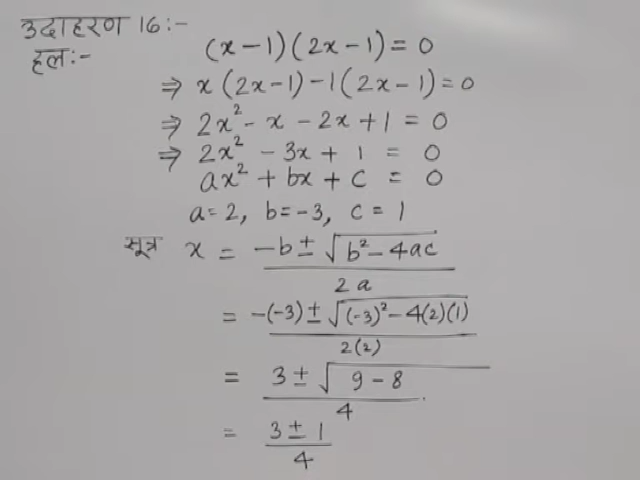 उदाहरण 16:-
(x - 1) (2x - 1) = 0
हल:-
⇒ x (2x - 1) - 1 (2x - 1) = 0
⇒ 2x² - x - 2x + 1 = 0
⇒ 2x² - 3x + 1 = 0
ax² + bx + c = 0
a = 2, b = -3, c = 1
सूत्र x = -b ± √b² - 4ac
2a
= -(-3) ± √(-3)² - 4(2)(1)
2(2)
= 3 ± √9 - 8
4
= 3 ± 1
4